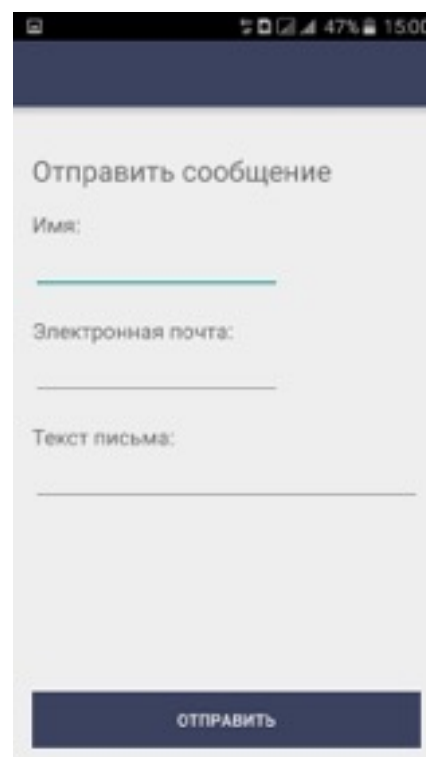 47% 15:00
Отправить сообщение
Имя:
Электронная почта:
Текст письма:
ОТПРАВИТЬ